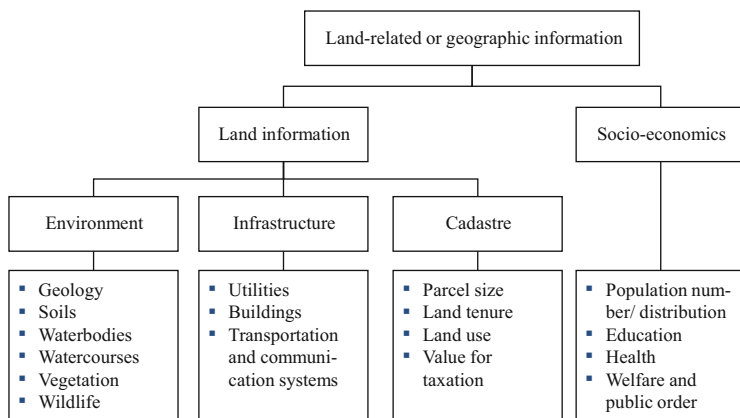 Land-related or geographic information
Land information
Socio-economics
Environment
Infrastructure
Cadastre
▪ Geology
▪ Soils
▪ Waterbodies
▪ Watercourses
▪ Vegetation
▪ Wildlife
▪ Utilities
▪ Buildings
▪ Transportation
and communi-
cation systems
▪ Parcel size
▪ Land tenure
▪ Land use
▪ Value for
taxation
▪ Population num-
ber/ distribution
▪ Education
▪ Health
▪ Welfare and
public order